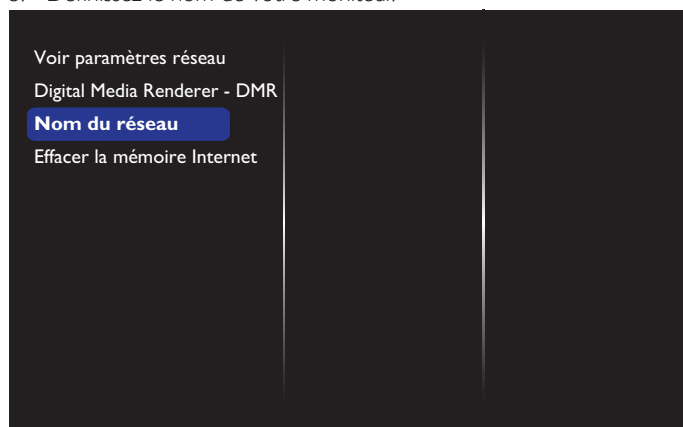 Voir paramètres réseau
Digital Media Renderer - DMR
Nom du réseau
Effacer la mémoire Internet